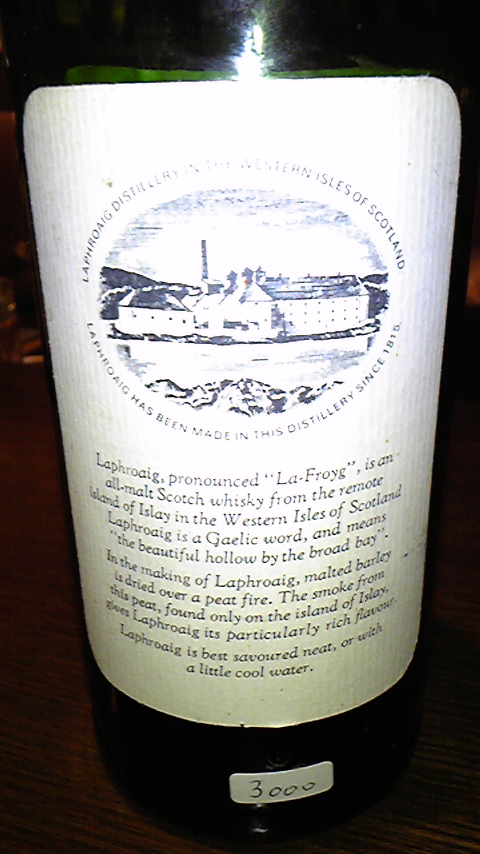 LAPHROAIG DISTILLERY IN THE WESTERN ISLES OF SCOTLAND
LAPHROAIG HAS BEEN MADE IN THIS DISTILLERY SINCE 1815.
Laphroaig, pronounced “La-Froyg”, is an
all-malt Scotch whisky from the remote
island of Islay in the Western Isles of Scotland
Laphroaig is a Gaelic word, and means
“the beautiful hollow by the broad bay”.
In the making of Laphroaig, malted barley
is dried over a peat fire. The smoke from
this peat, found only on the island of Islay,
gives Laphroaig its particularly rich flavour.
Laphroaig is best savoured neat, or with
a little cool water.
3000